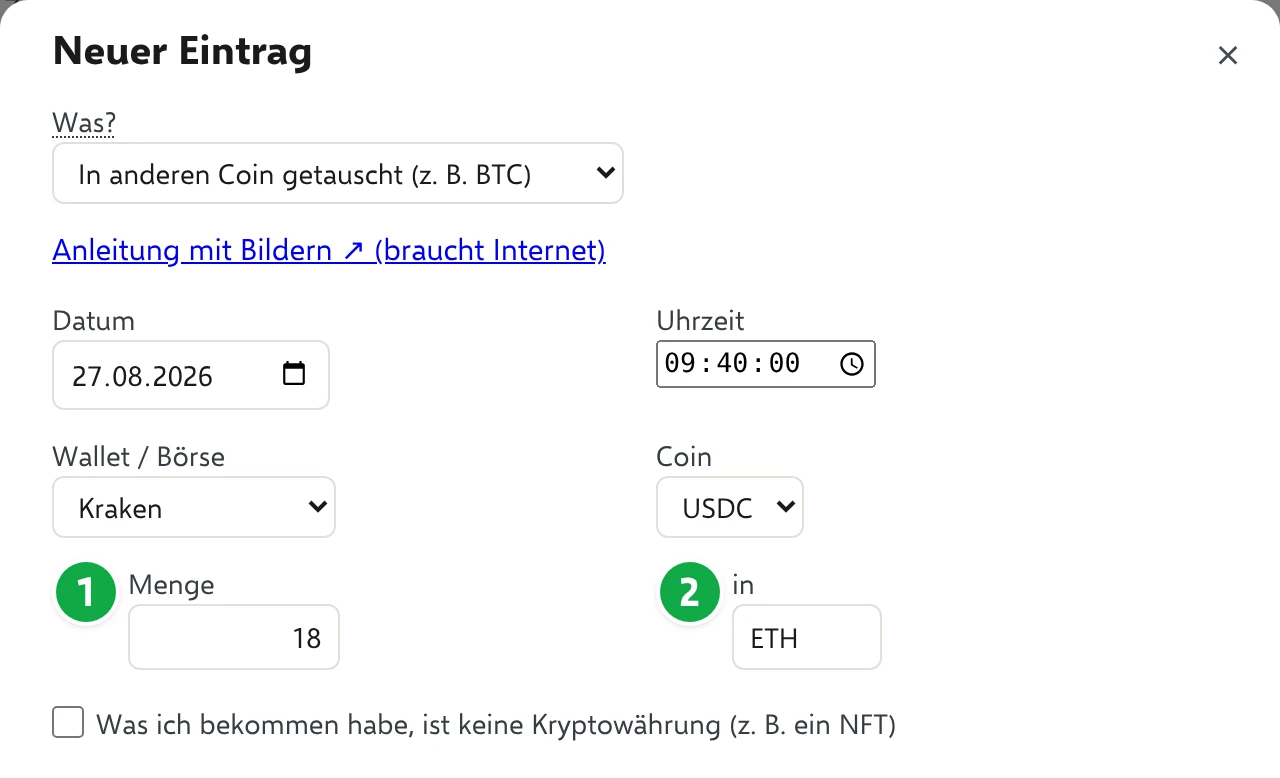 Neuer Eintrag
Was?
In anderen Coin getauscht (z. B. BTC)
Anleitung mit Bildern ↗ (braucht Internet)
Datum
Uhrzeit
27.08.2026
09:40:00
Wallet / Börse
Coin
Kraken
USDC
1 Menge
2 in
18
ETH
Was ich bekommen habe, ist keine Kryptowährung (z. B. ein NFT)